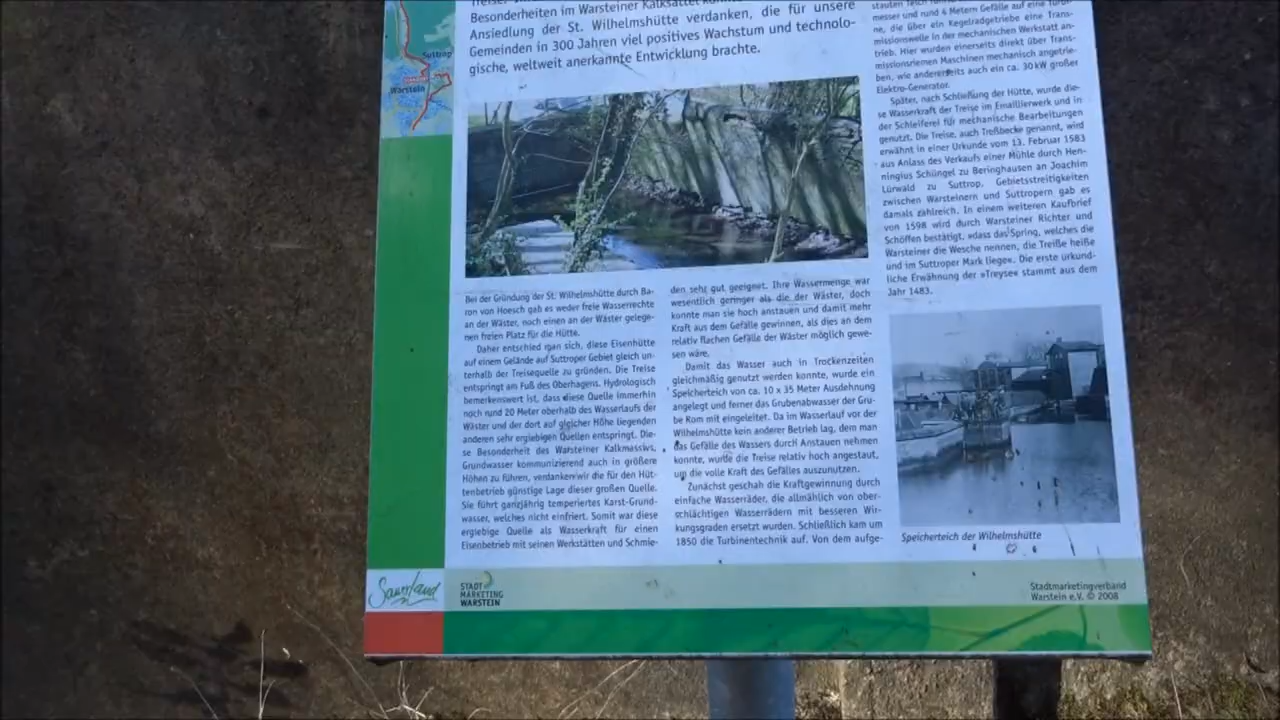 Suttrop
Warstein
Besonderheiten im Warsteiner Kalksattel
Ansiedlung der St. Wilhelmshütte verdanken, die für unsere
Gemeinden in 300 Jahren viel positives Wachstum und technolo-
gische, weltweit anerkannte Entwicklung brachte.
Bei der Gründung der St. Wilhelmshütte durch Ba-
ron von Hoesch gab es weder freie Wasserrechte
an der Wäster, noch einen an der Wäster gelege-
nen freien Platz für die Hütte.
Daher entschied man sich, diese Eisenhütte
auf einem Gelände auf Suttroper Gebiet gleich un-
terhalb der Treisequelle zu gründen. Die Treise
entspringt am Fuß des Oberhagens. Hydrologisch
bemerkenswert ist, dass diese Quelle immerhin
noch rund 20 Meter oberhalb des Wasserlaufs der
Wäster und der dort auf gleicher Höhe liegenden
anderen sehr ergiebigen Quellen entspringt. Die-
se Besonderheit des Warsteiner Kalkmassivs,
Grundwasser kommunizierend auch in größere
Höhen zu führen, verdanken wir die für den Hüt-
tenbetrieb günstige Lage dieser großen Quelle.
Sie führt ganzjährig temperiertes Karst-Grund-
wasser, welches nicht einfriert. Somit war diese
ergiebige Quelle als Wasserkraft für einen
Eisenbetrieb mit seinen Werkstätten und Schmie-
den sehr gut geeignet. Ihre Wassermenge war
wesentlich geringer als die der Wäster, doch
konnte man sie hoch anstauen und damit mehr
Kraft aus dem Gefälle gewinnen, als dies an dem
relativ flachen Gefälle der Wäster möglich gewe-
sen wäre.
Damit das Wasser auch in Trockenzeiten
gleichmäßig genutzt werden konnte, wurde ein
Speicherteich von ca. 10 x 35 Meter Ausdehnung
angelegt und ferner das Grubenabwasser der Gru-
be Rom mit eingeleitet. Da im Wasserlauf vor der
Wilhelmshütte kein anderer Betrieb lag, dem man
das Gefälle des Wassers durch Anstauen nehmen
konnte, wurde die Treise relativ hoch angestaut,
um die volle Kraft des Gefälles auszunutzen.
Zunächst geschah die Kraftgewinnung durch
einfache Wasserräder, die allmählich von ober-
schlächtigen Wasserrädern mit besseren Wir-
kungsgraden ersetzt wurden. Schließlich kam um
1850 die Turbinentechnik auf. Von dem aufge-
stauten Teich
messer und rund 4 Metern Gefälle auf eine Turbi-
ne, die über ein Kegelradgetriebe eine Trans-
missionswelle in der mechanischen Werkstatt an-
trieb. Hier wurden einerseits direkt über Trans-
missionsriemen Maschinen mechanisch angetrie-
ben, wie andererseits auch ein ca. 30 kW großer
Elektro-Generator.
Später, nach Schließung der Hütte, wurde die-
se Wasserkraft der Treise im Emaillierwerk und in
der Schleiferei für mechanische Bearbeitungen
genutzt. Die Treise, auch Treßbecke genannt, wird
erwähnt in einer Urkunde vom 13. Februar 1583
aus Anlass des Verkaufs einer Mühle durch Hen-
ningius Schüngel zu Beringhausen an Joachim
Lürwald zu Suttrop. Gebietsstreitigkeiten
zwischen Warsteinern und Suttropern gab es
damals zahlreich. In einem weiteren Kaufbrief
von 1598 wird durch Warsteiner Richter und
Schöffen bestätigt, »dass das Spring, welches die
Warsteiner die Wesche nennen, die Treiße heiße
und im Suttroper Mark liege«. Die erste urkund-
liche Erwähnung der »Treyse« stammt aus dem
Jahr 1483.
Speicherteich der Wilhelmshütte
Sauerland
STADT
MARKETING
WARSTEIN
Stadtmarketingverband
Warstein e.V. © 2008